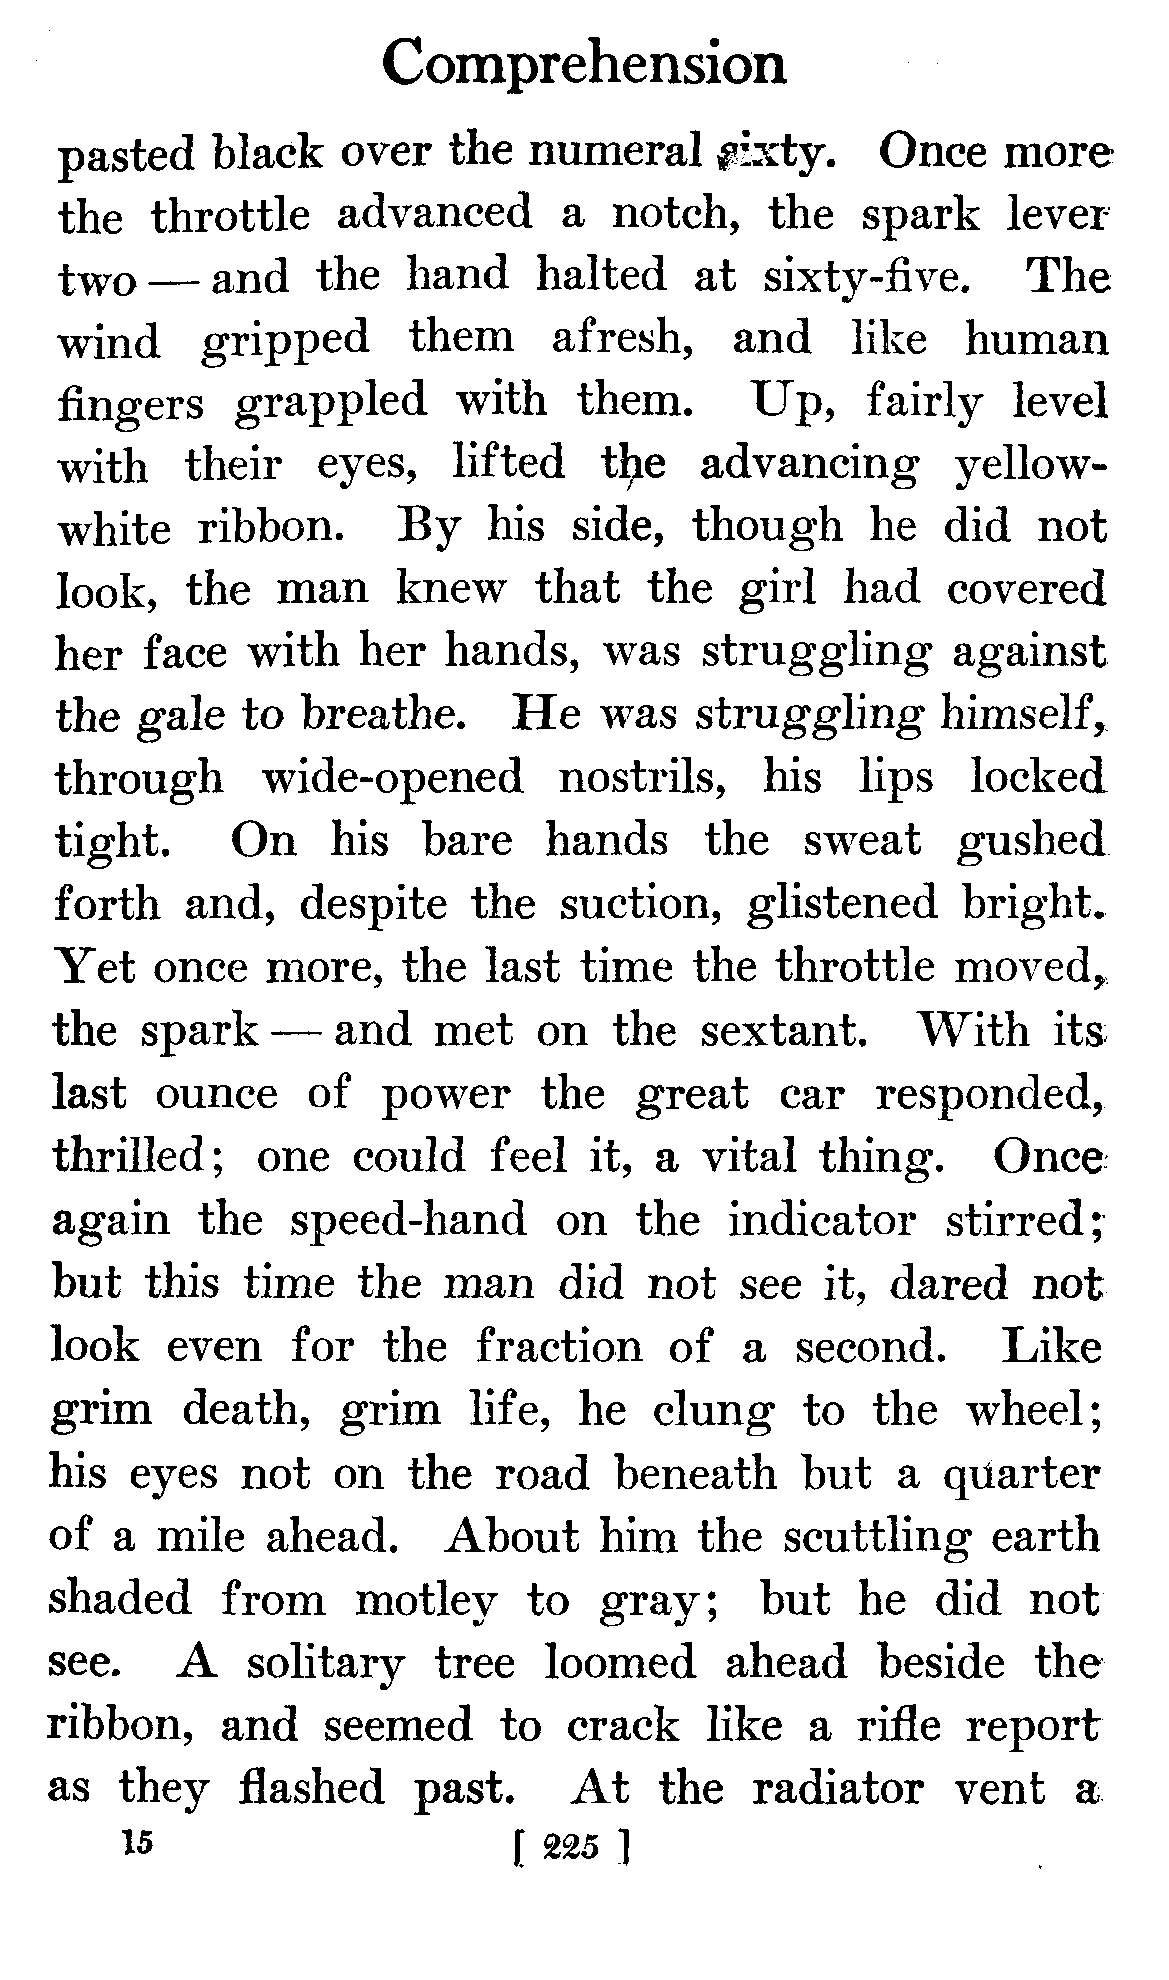 Comprehension
pasted black over the numeral sixty. Once more
the throttle advanced a notch, the spark lever
two — and the hand halted at sixty-five. The
wind gripped them afresh, and like human
fingers grappled with them. Up, fairly level
with their eyes, lifted the advancing yellow-
white ribbon. By his side, though he did not
look, the man knew that the girl had covered
her face with her hands, was struggling against
the gale to breathe. He was struggling himself,
through wide-opened nostrils, his lips locked
tight. On his bare hands the sweat gushed
forth and, despite the suction, glistened bright.
Yet once more, the last time the throttle moved,
the spark — and met on the sextant. With its
last ounce of power the great car responded,
thrilled; one could feel it, a vital thing. Once
again the speed-hand on the indicator stirred;
but this time the man did not see it, dared not
look even for the fraction of a second. Like
grim death, grim life, he clung to the wheel;
his eyes not on the road beneath but a quarter
of a mile ahead. About him the scuttling earth
shaded from motley to gray; but he did not
see. A solitary tree loomed ahead beside the
ribbon, and seemed to crack like a rifle report
as they flashed past. At the radiator vent a
15 [ 225 ]